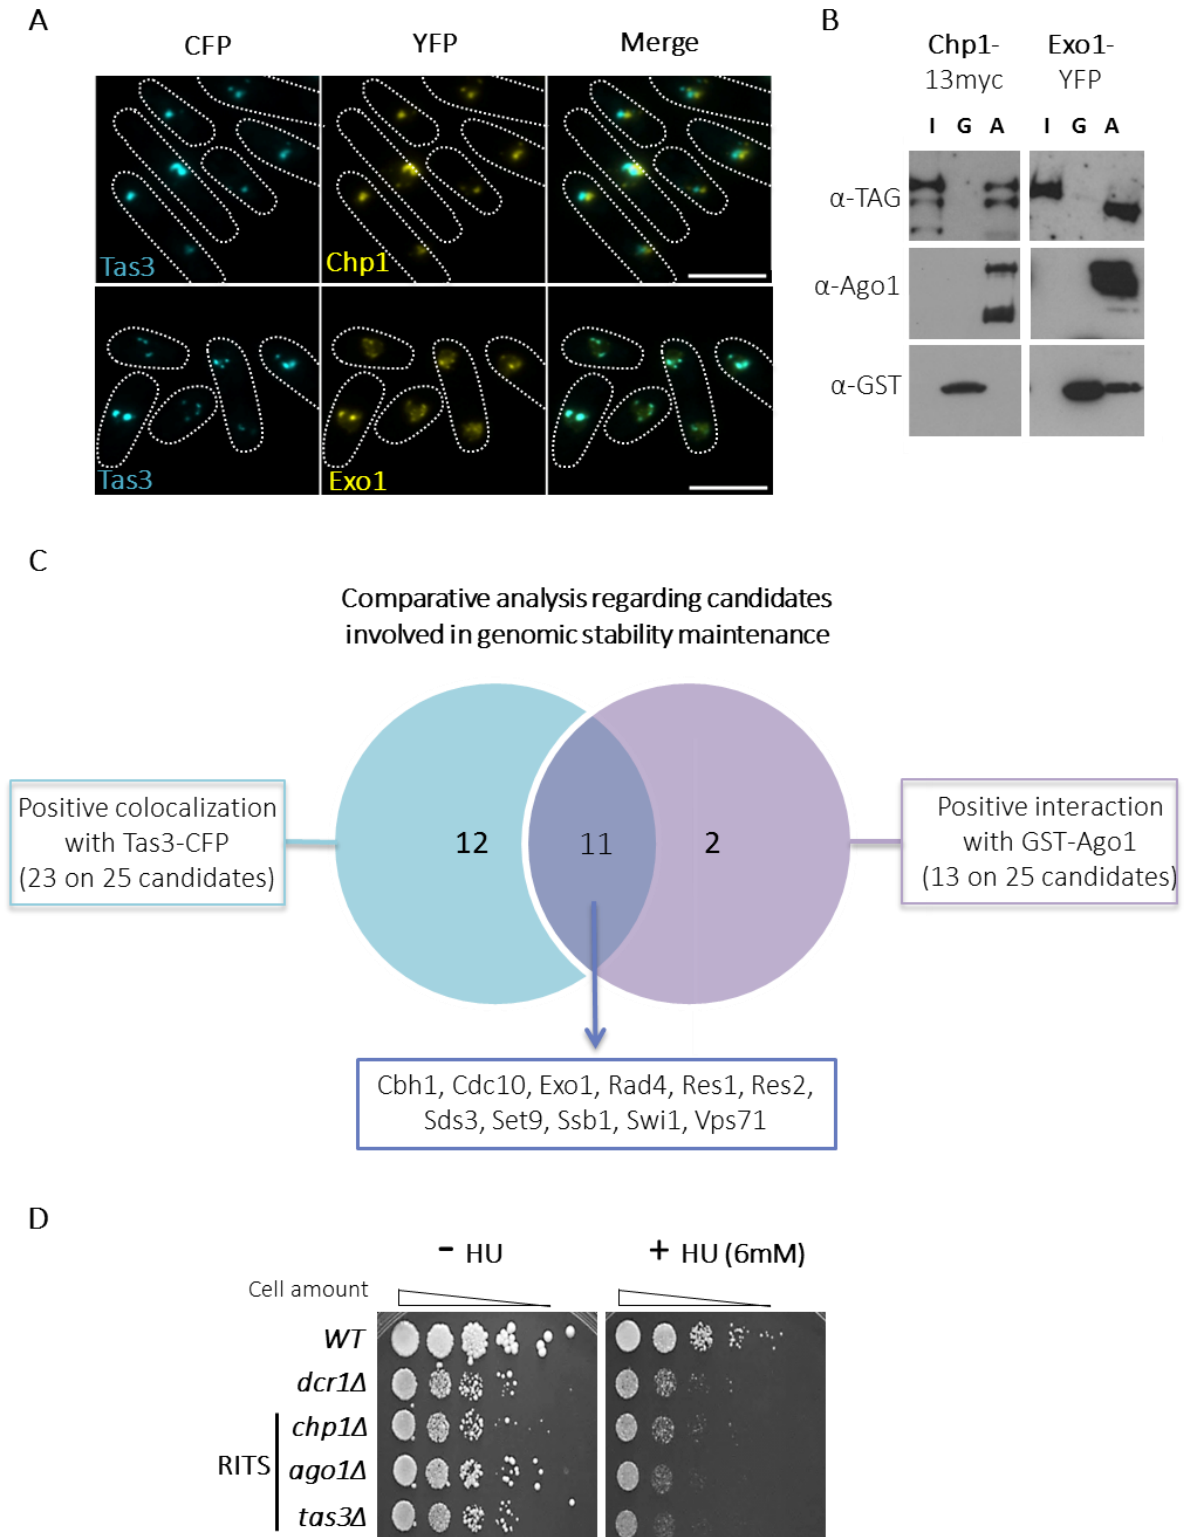 A
CFP YFP Merge
Tas3 Chp1
Tas3 Exo1
B
Chp1- Exo1-
13myc YFP
I G A I G A
α-TAG
α-Ago1
α-GST
C
Comparative analysis regarding candidates
involved in genomic stability maintenance
Positive colocalization
with Tas3-CFP
(23 on 25 candidates)
12 11 2
Positive interaction
with GST-Ago1
(13 on 25 candidates)
Cbh1, Cdc10, Exo1, Rad4, Res1, Res2,
Sds3, Set9, Ssb1, Swi1, Vps71
D
- HU + HU (6mM)
Cell amount
WT
dcr1Δ
chp1Δ
RITS ago1Δ
tas3Δ